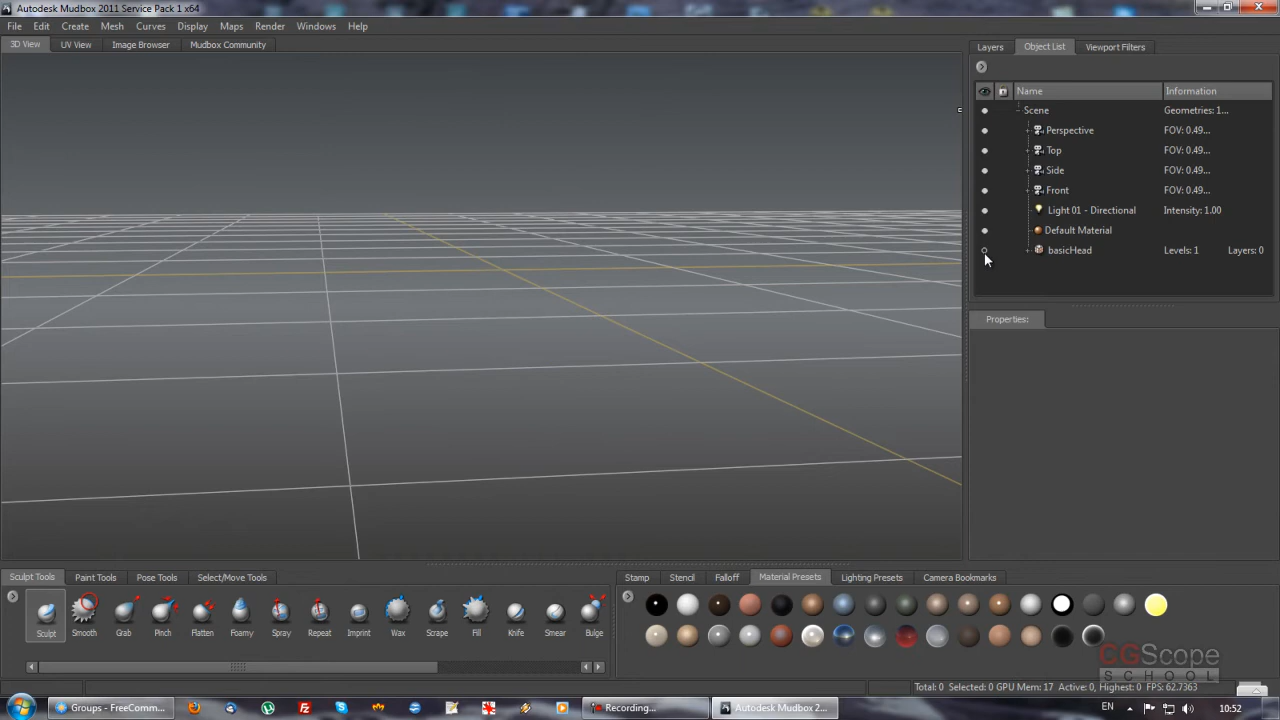 Autodesk Mudbox 2011 Service Pack 1 x64
File Edit Create Mesh Curves Display Maps Render Windows Help
3D View UV View Image Browser Mudbox Community
Layers Object List Viewport Filters
Name Information
Scene Geometries: 1...
Perspective FOV: 0.49...
Top FOV: 0.49...
Side FOV: 0.49...
Front FOV: 0.49...
Light 01 - Directional Intensity: 1.00
Default Material
basicHead Levels: 1 Layers: 0
Properties:
Sculpt Tools Paint Tools Pose Tools Select/Move Tools
Stamp Stencil Falloff Material Presets Lighting Presets Camera Bookmarks
Sculpt Smooth Grab Pinch Flatten Foamy Spray Repeat Imprint Wax Scrape Fill Knife Smear Bulge
CGScope
SCHOOL
Total: 0 Selected: 0 GPU Mem: 17 Active: 0, Highest: 0 FPS: 62.7363
Groups - FreeComm... Recording... Autodesk Mudbox 2... EN 10:52